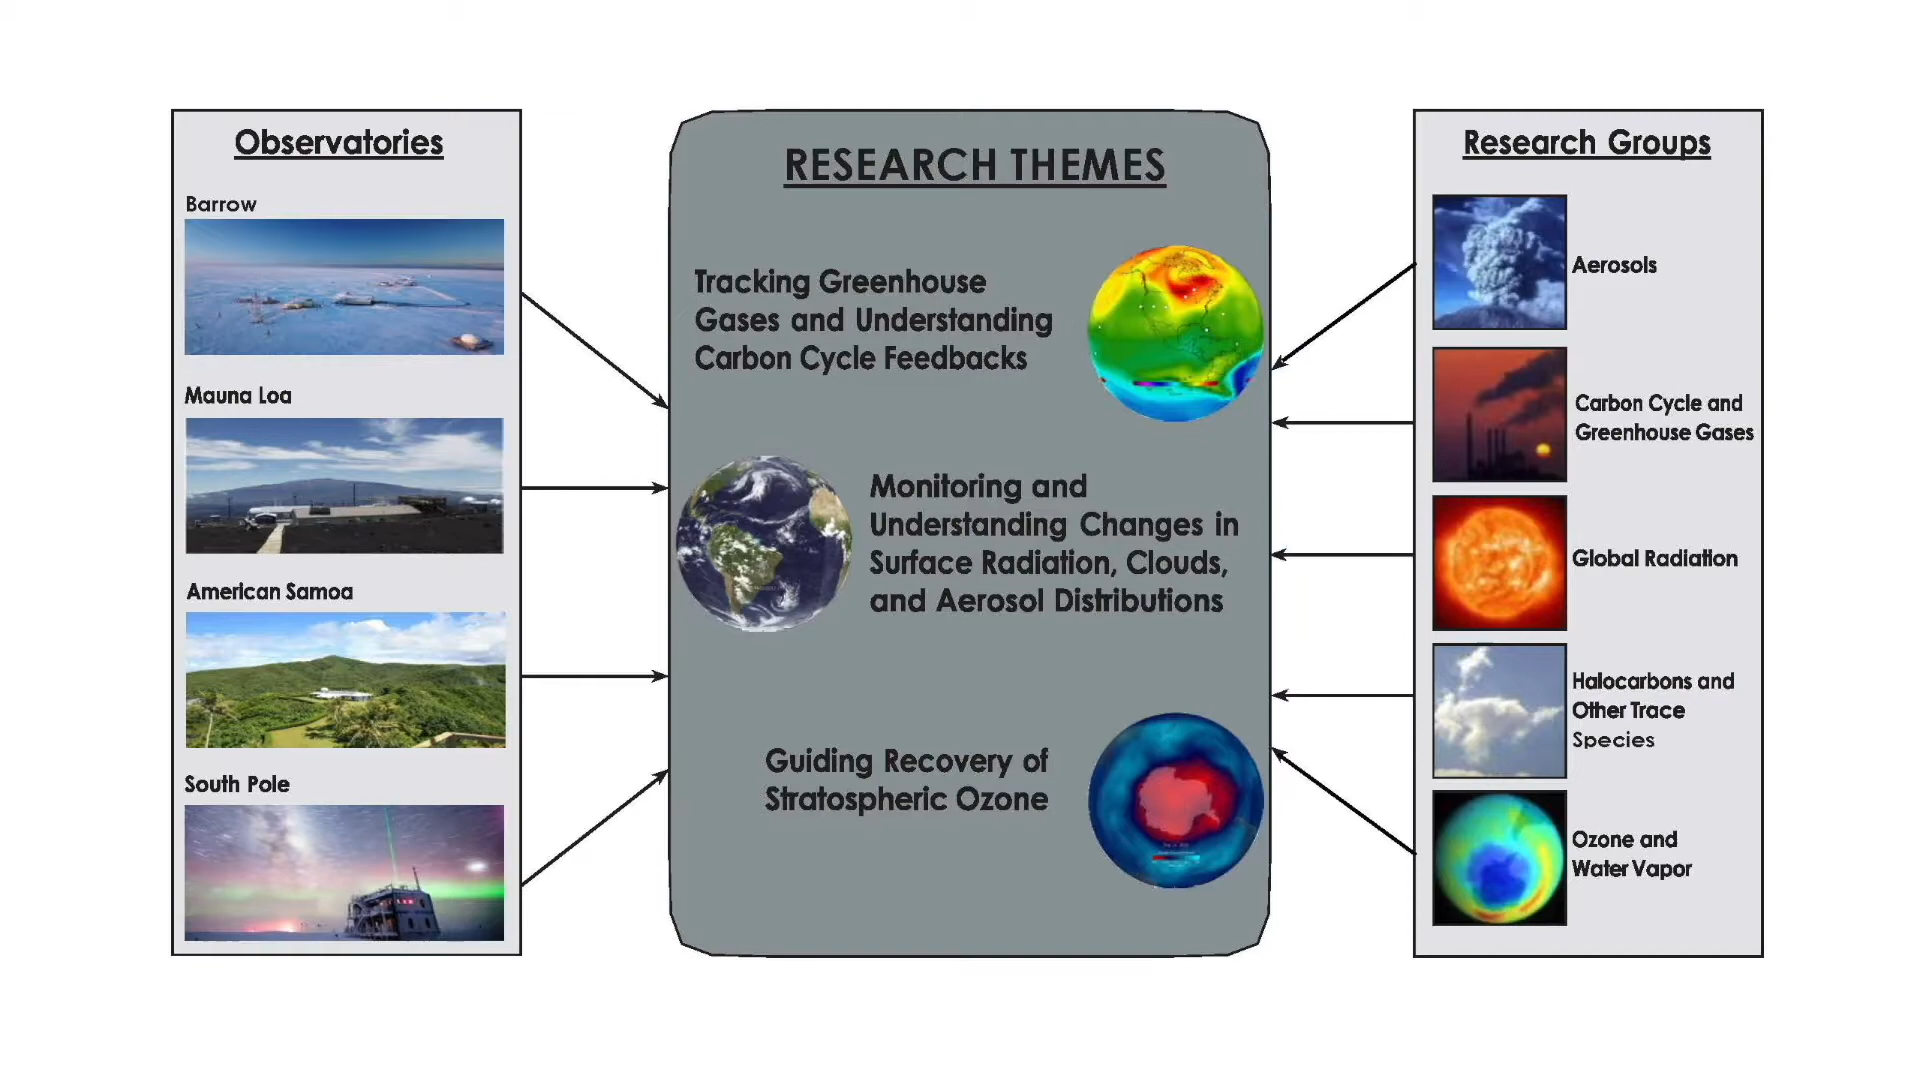 Observatories
Barrow
Mauna Loa
American Samoa
South Pole
RESEARCH THEMES
Tracking Greenhouse
Gases and Understanding
Carbon Cycle Feedbacks
Monitoring and
Understanding Changes in
Surface Radiation, Clouds,
and Aerosol Distributions
Guiding Recovery of
Stratospheric Ozone
Research Groups
Aerosols
Carbon Cycle and
Greenhouse Gases
Global Radiation
Halocarbons and
Other Trace
Species
Ozone and
Water Vapor